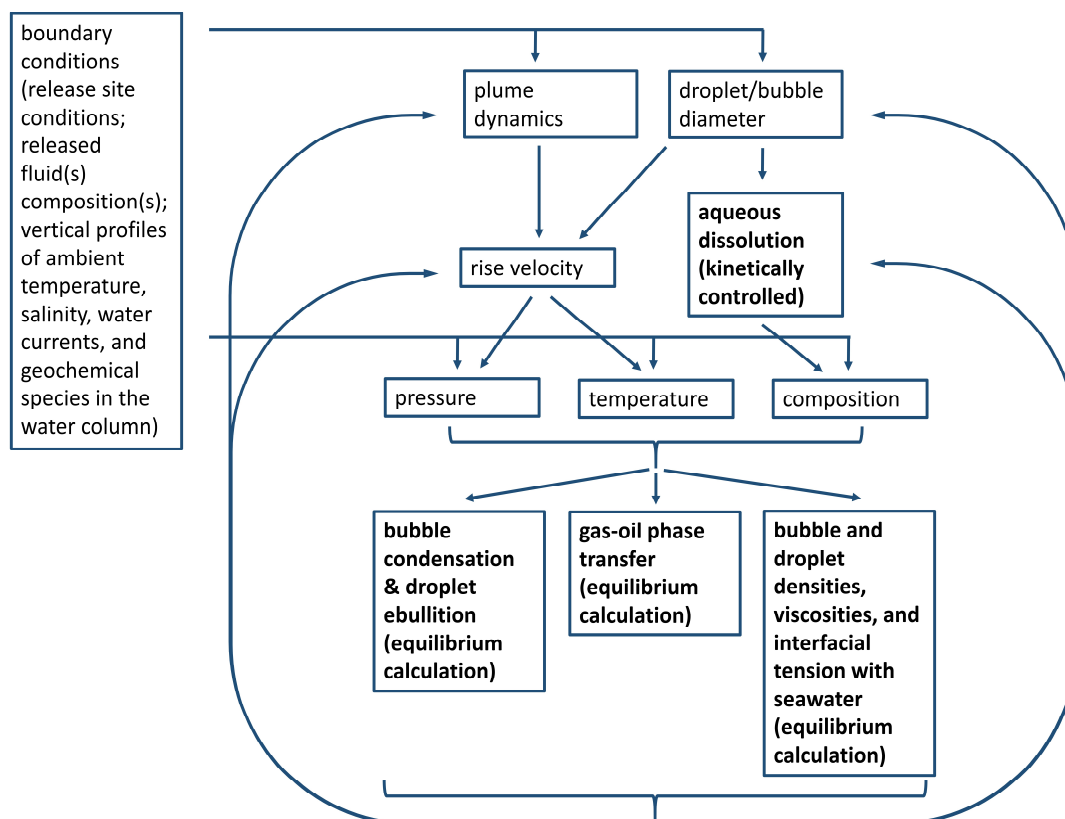 boundary
conditions
(release site
conditions;
released
fluid(s)
composition(s);
vertical profiles
of ambient
temperature,
salinity, water
currents, and
geochemical
species in the
water column)
plume
dynamics
droplet/bubble
diameter
rise velocity
aqueous
dissolution
(kinetically
controlled)
pressure
temperature
composition
bubble
condensation
& droplet
ebullition
(equilibrium
calculation)
gas-oil phase
transfer
(equilibrium
calculation)
bubble and
droplet
densities,
viscosities, and
interfacial
tension with
seawater
(equilibrium
calculation)